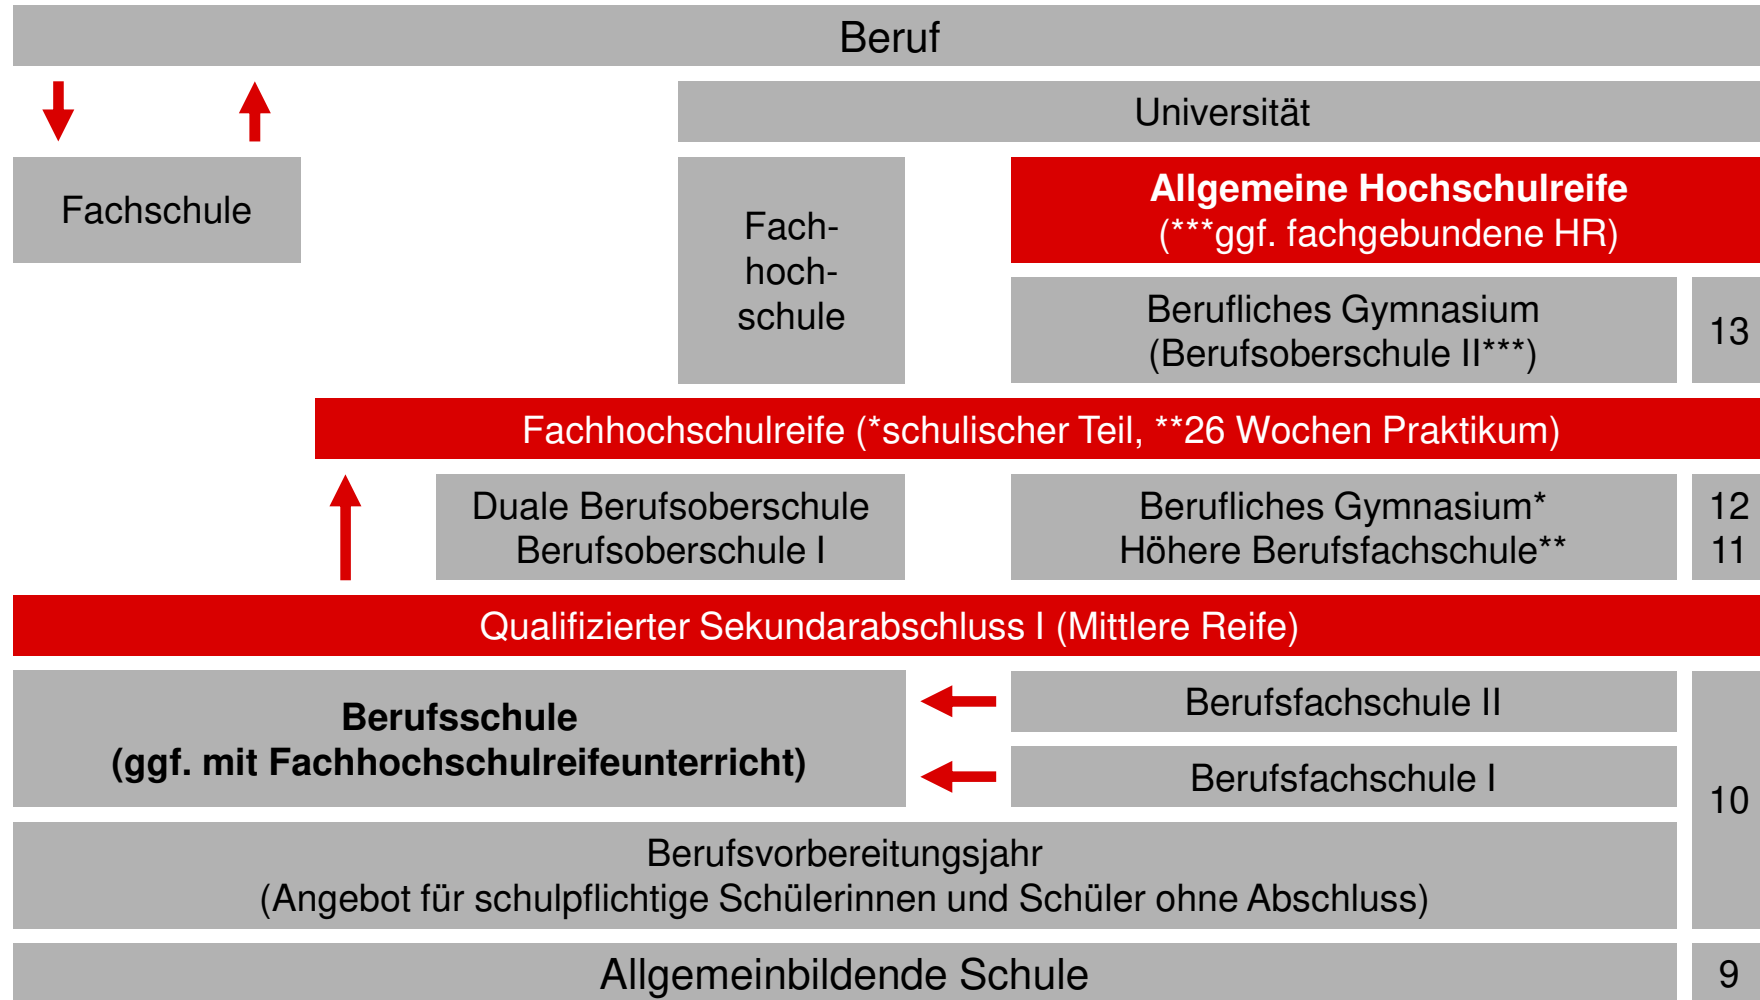 Beruf
Universität
Fachschule
Fach-
hoch-
schule
Allgemeine Hochschulreife
(***ggf. fachgebundene HR)
Berufliches Gymnasium
(Berufsoberschule II***)
13
Fachhochschulreife (*schulischer Teil, **26 Wochen Praktikum)
Duale Berufsoberschule
Berufsoberschule I
Berufliches Gymnasium*
Höhere Berufsfachschule**
12
11
Qualifizierter Sekundarabschluss I (Mittlere Reife)
Berufsschule
(ggf. mit Fachhochschulreifeunterricht)
Berufsfachschule II
Berufsfachschule I
10
Berufsvorbereitungsjahr
(Angebot für schulpflichtige Schülerinnen und Schüler ohne Abschluss)
Allgemeinbildende Schule
9